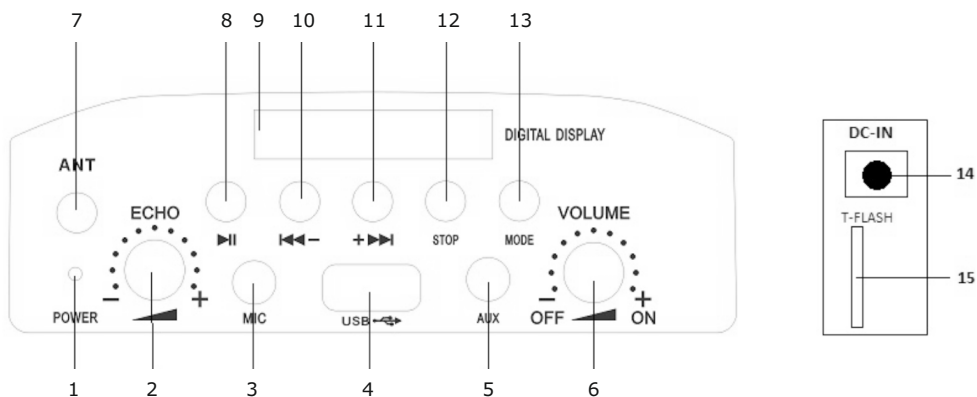 7 8 9 10 11 12 13
DIGITAL DISPLAY
ANT
ECHO VOLUME
▶II I◀◀ − + ▶▶I STOP MODE
− + − +
POWER MIC USB AUX OFF ON
1 2 3 4 5 6
DC-IN
14
T-FLASH
15